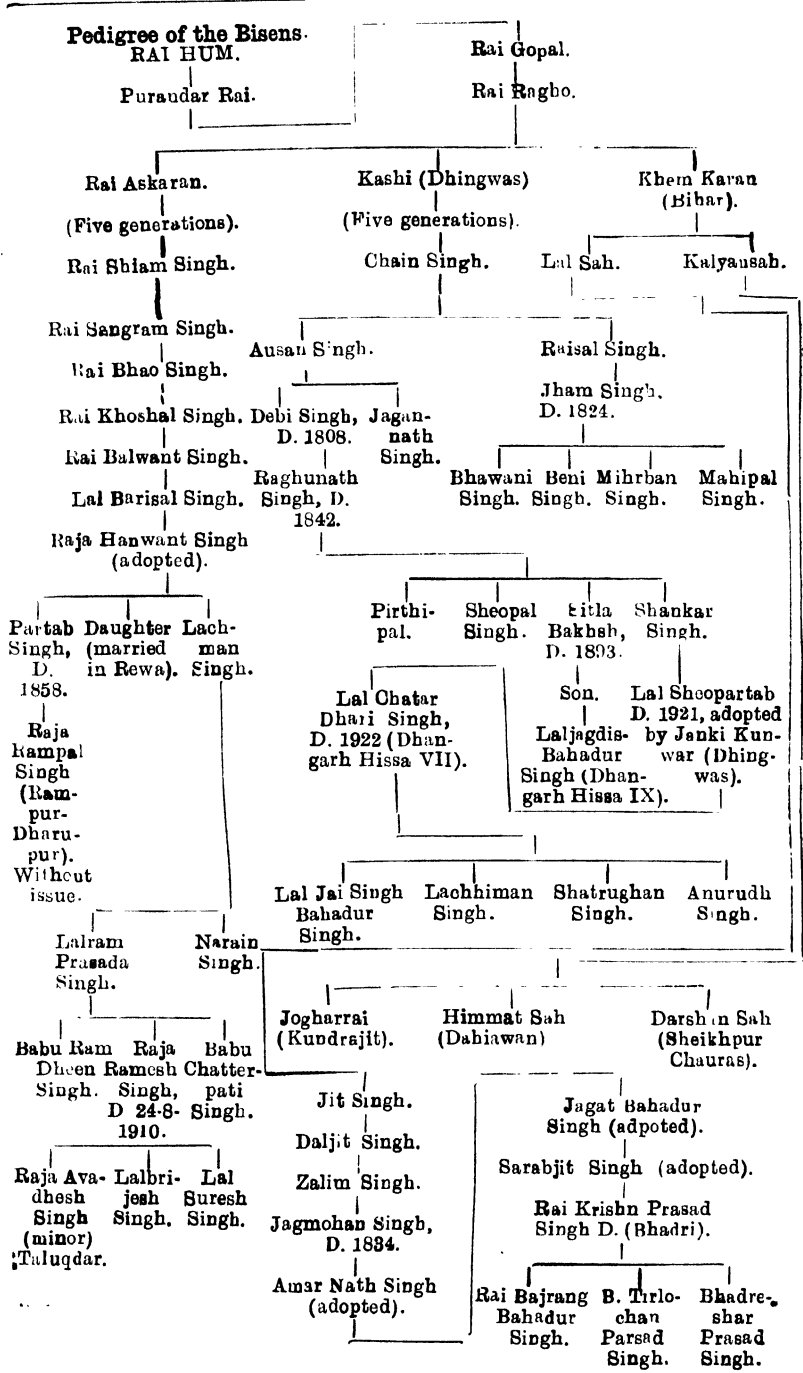 Pedigree of the Bisens.
RAI HUM.
Puraudar Rai.
Rai Gopal.
Rai Ragho.
Rai Askaran.
(Five generations).
Rai Shiam Singh.
Rai Sangram Singh.
Rai Bhao Singh.
Rai Khoshal Singh.
Rai Balwant Singh.
Lal Barisal Singh.
Raja Hanwant Singh
(adopted).
Partab
Singh,
D.
1858.
Daughter
(married
in Rewa).
Lach-
man
Singh.
Raja
Rampal
Singh
(Ram-
pur-
Dharu-
pur).
Without
issue.
Lalram
Prasada
Singh.
Narain
Singh.
Babu Ram
Dheen
Singh.
Raja
Ramesh
Singh,
D 24-8-
1910.
Babu
Chatter-
pati
Singh.
Raja Ava-
dhesh
Singh
(minor)
Taluqdar.
Lalbri-
jesh
Singh.
Lal
Suresh
Singh.
Kashi (Dhingwas)
(Five generations).
Chain Singh.
Ausan Singh.
Debi Singh,
D. 1808.
Jagan-
nath
Singh.
Raghunath
Singh, D.
1842.
Raisal Singh.
Jham Singh.
D. 1824.
Bhawani
Singh.
Beni
Singh.
Mihrban
Singh.
Mahipal
Singh.
Pirthi-
pal.
Sheopal
Singh.
Sitla
Bakhsh,
D. 1893.
Shankar
Singh.
Son.
Laljagdis-
Bahadur
Singh (Dhan-
garh Hissa IX).
Lal Sheopartab
D. 1921, adopted
by Janki Kun-
war (Dhing-
was).
Lal Chatar
Dhari Singh,
D. 1922 (Dhan-
garh Hissa VII).
Lal Jai Singh
Bahadur
Singh.
Lachhiman
Singh.
Shatrughan
Singh.
Anurudh
Singh.
Khem Karan
(Bihar).
Lal Sah.
Kalyausah.
Jogharrai
(Kundrajit).
Himmat Sah
(Dahiawan)
Darshan Sah
(Sheikhpur
Chauras).
Jit Singh.
Daljit Singh.
Zalim Singh.
Jagmohan Singh,
D. 1834.
Amar Nath Singh
(adopted).
Jagat Bahadur
Singh (adpoted).
Sarabjit Singh (adopted).
Rai Krishn Prasad
Singh D. (Bhadri).
Rai Bajrang
Bahadur
Singh.
B. Tirlo-
chan
Parsad
Singh.
Bhadre-
shar
Prasad
Singh.